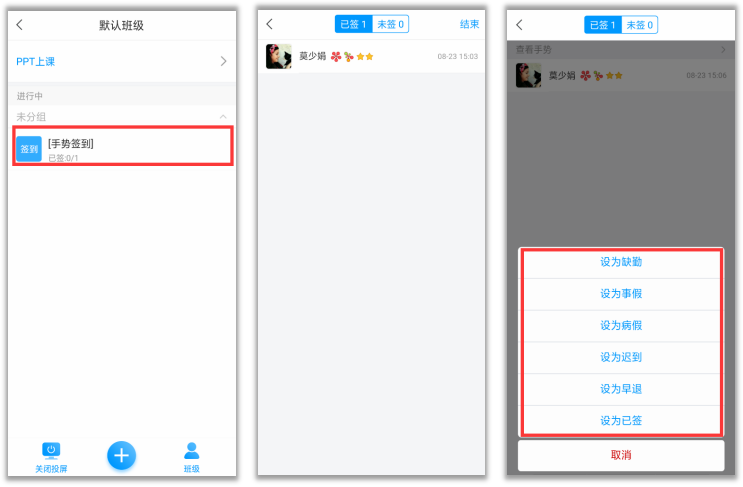 默认班级
PPT上课
进行中
未分组
签到
[手势签到]
已签:0/1
关闭投屏
班级
已签 1
未签 0
结束
莫少娟
08-23 15:03
已签 1
未签 0
查看手势
莫少娟
08-23 15:06
设为缺勤
设为事假
设为病假
设为迟到
设为早退
设为已签
取消